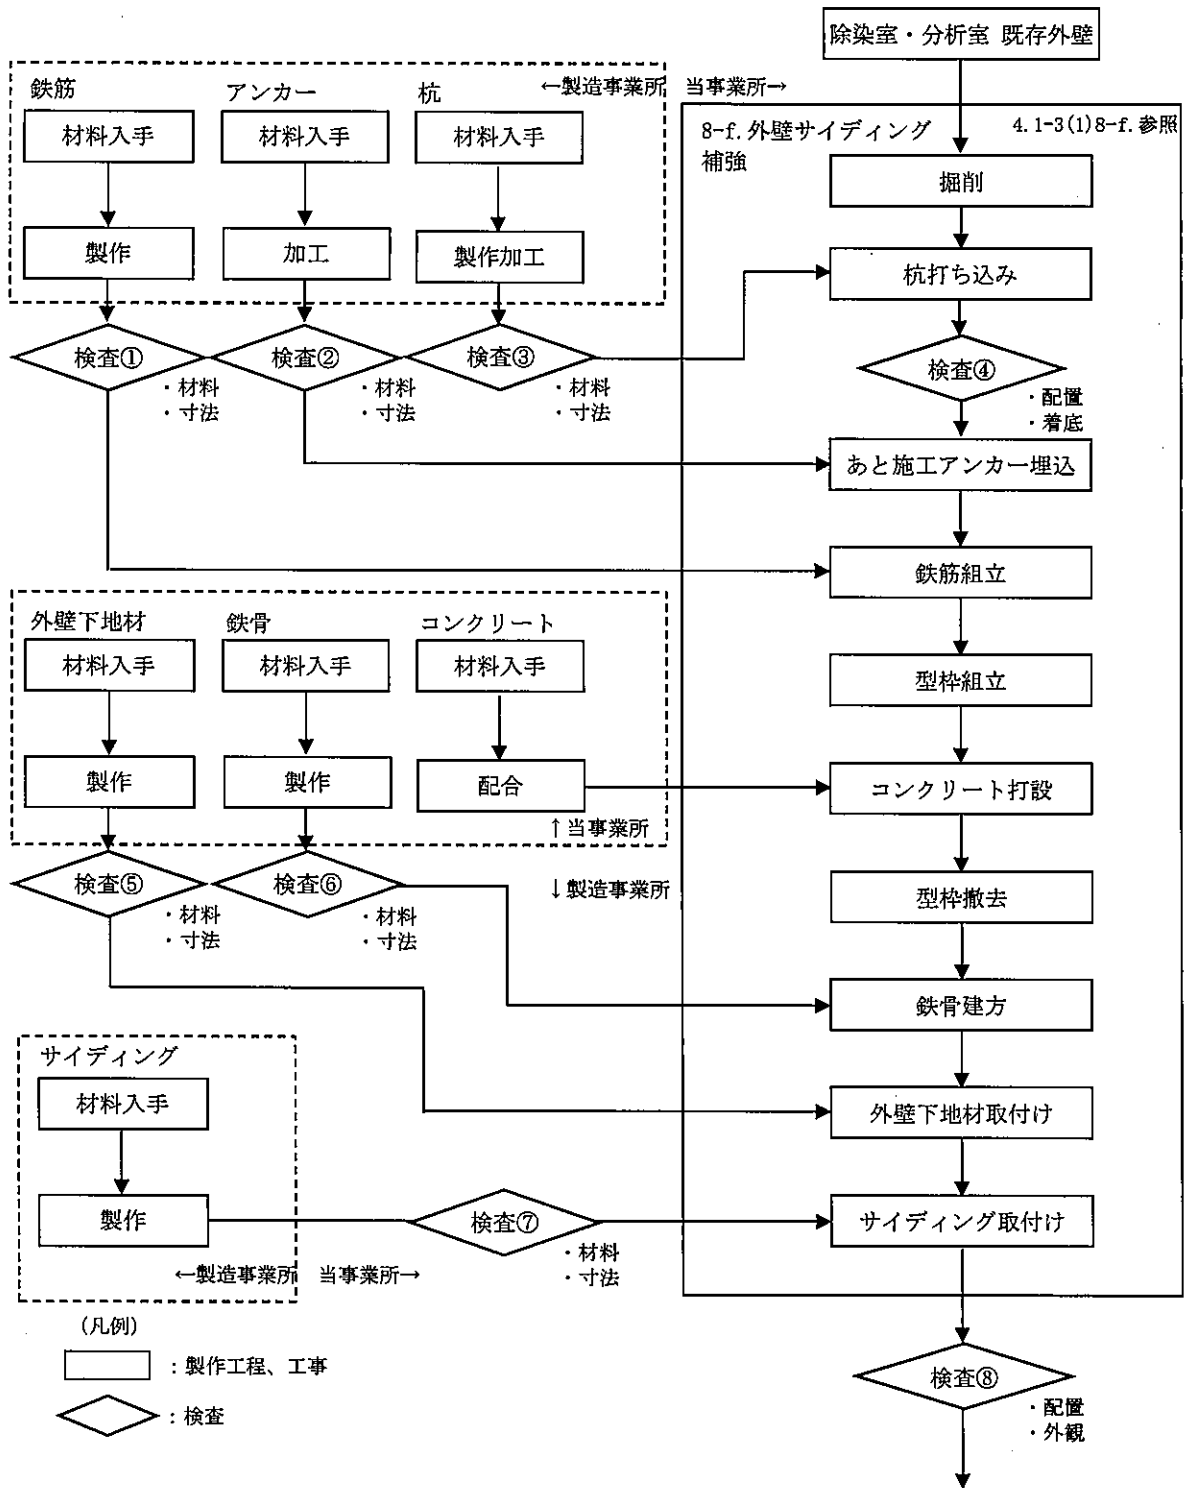 除染室・分析室 既存外壁
鉄筋
アンカー
杭
←製造事業所 当事業所→
材料入手
材料入手
材料入手
製作
加工
製作加工
検査①
・材料
・寸法
検査②
・材料
・寸法
検査③
・材料
・寸法
8-f.外壁サイディング
補強
4.1-3(1)8-f.参照
掘削
杭打ち込み
検査④
・配置
・着底
あと施工アンカー埋込
鉄筋組立
型枠組立
コンクリート打設
型枠撤去
鉄骨建方
外壁下地材取付け
サイディング取付け
外壁下地材
鉄骨
コンクリート
材料入手
材料入手
材料入手
製作
製作
配合
↑当事業所
↓製造事業所
検査⑤
・材料
・寸法
検査⑥
・材料
・寸法
サイディング
材料入手
製作
←製造事業所 当事業所→
検査⑦
・材料
・寸法
検査⑧
・配置
・外観
(凡例)
：製作工程、工事
：検査